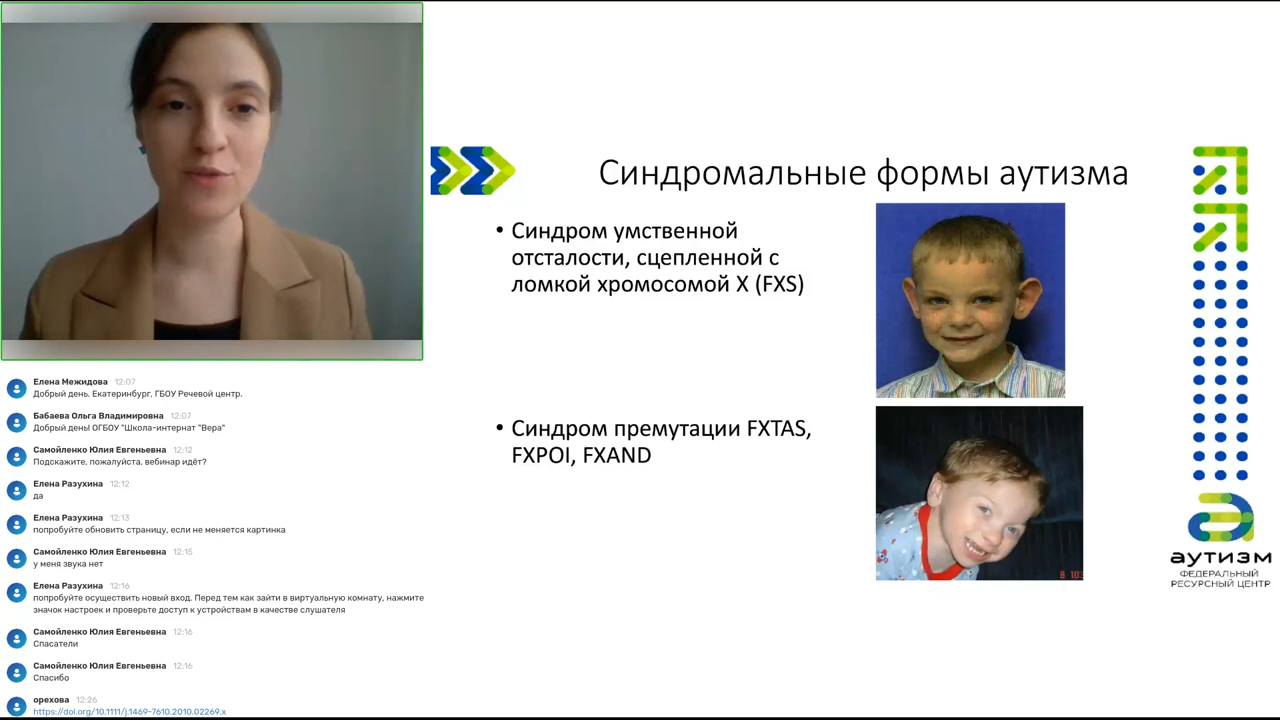 Синдромальные формы аутизма
• Синдром умственной
отсталости, сцепленной с
ломкой хромосомой X (FXS)
• Синдром премутации FXTAS,
FXPOI, FXAND
аутизм
ФЕДЕРАЛЬНЫЙ
РЕСУРСНЫЙ ЦЕНТР
Елена Межидова 12:07
Добрый день. Екатеринбург, ГБОУ Речевой центр.
Бабаева Ольга Владимировна 12:07
Добрый день! ОГБОУ "Школа-интернат "Вера"
Самойленко Юлия Евгеньевна 12:12
Подскажите, пожалуйста, вебинар идёт?
Елена Разухина 12:12
да
Елена Разухина 12:13
попробуйте обновить страницу, если не меняется картинка
Самойленко Юлия Евгеньевна 12:15
у меня звука нет
Елена Разухина 12:16
попробуйте осуществить новый вход. Перед тем как зайти в виртуальную комнату, нажмите
значок настроек и проверьте доступ к устройствам в качестве слушателя
Самойленко Юлия Евгеньевна 12:16
Спасатели
Самойленко Юлия Евгеньевна 12:16
Спасибо
орехова 12:26
https://doi.org/10.1111/j.1469-7610.2010.02269.x